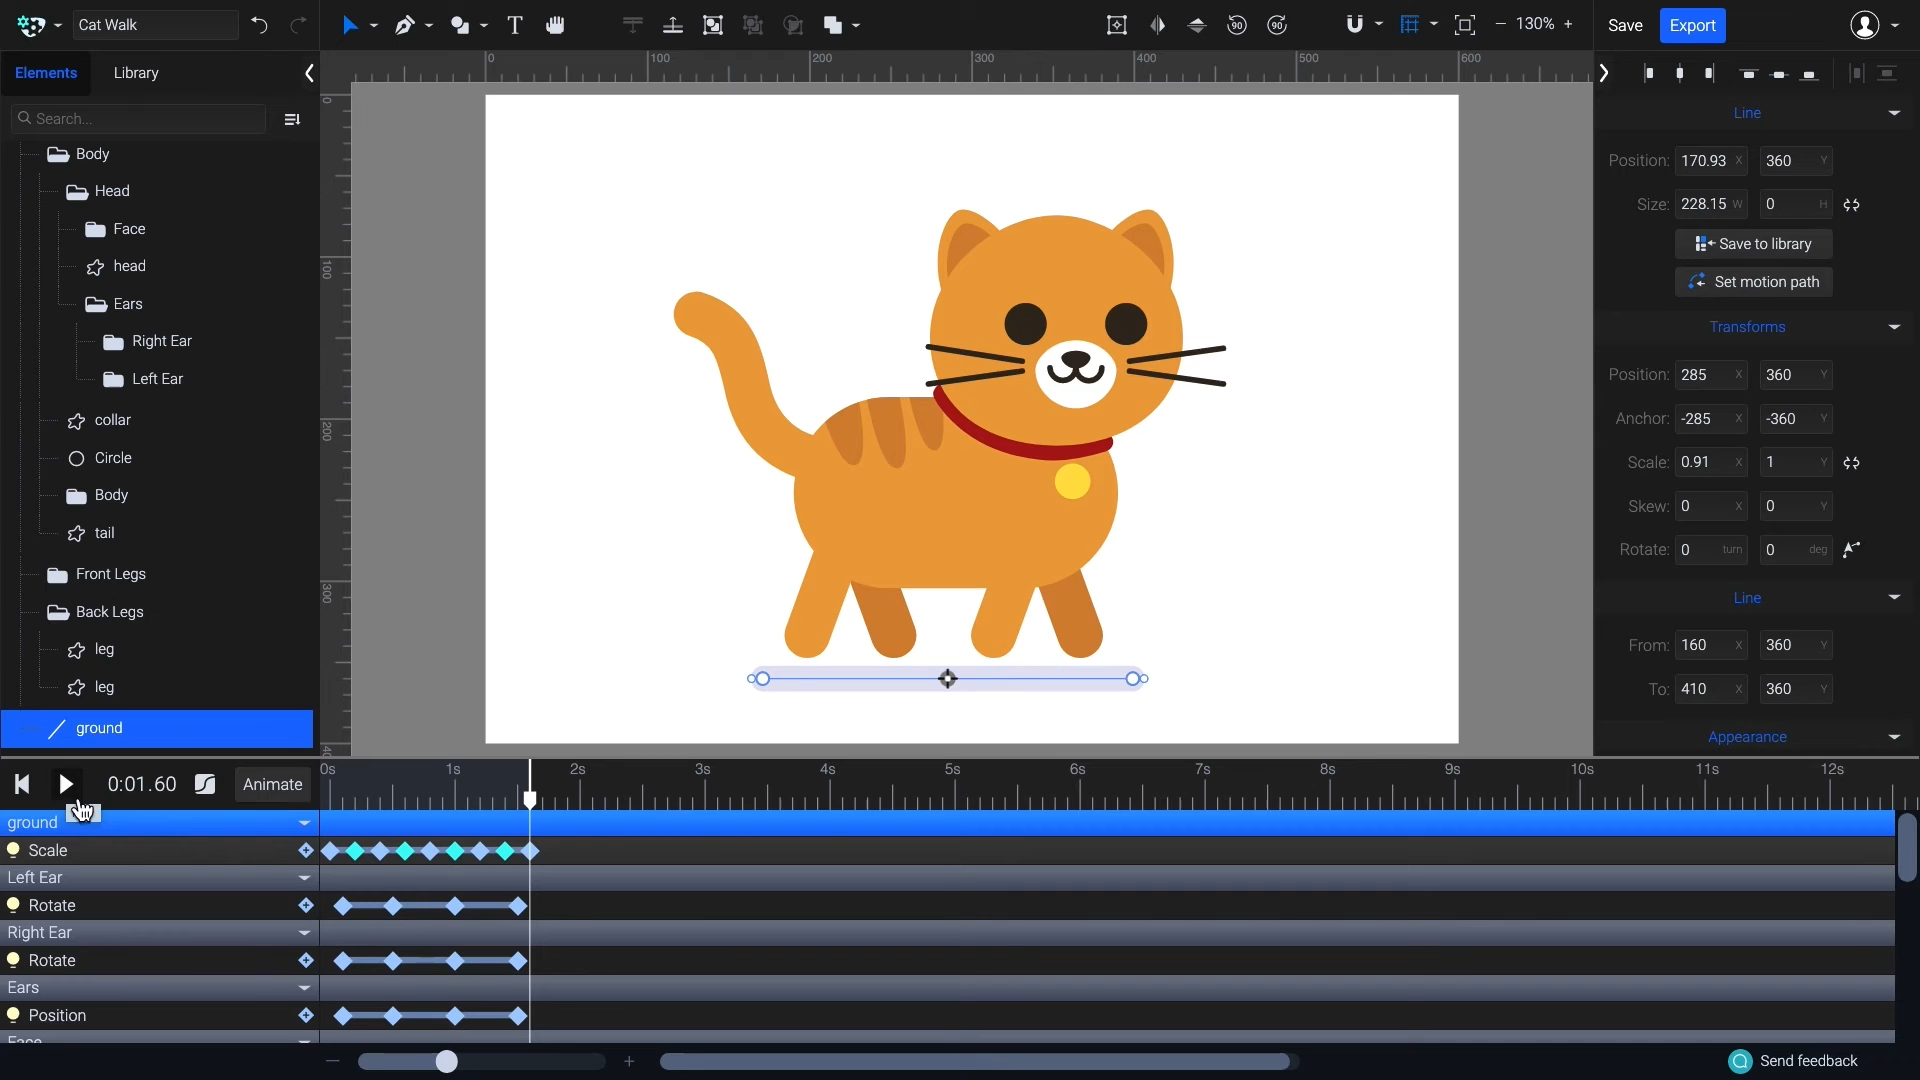 Cat Walk
130%
Save
Export
Elements
Library
Search...
Body
Head
Face
head
Ears
Right Ear
Left Ear
collar
Circle
Body
tail
Front Legs
Back Legs
leg
leg
ground
0
100
200
300
400
500
600
0
100
200
300
Line
Position: 170.93 X 360 Y
Size: 228.15 W 0 H
Save to library
Set motion path
Transforms
Position: 285 X 360 Y
Anchor: -285 X -360 Y
Scale: 0.91 X 1 Y
Skew: 0 X 0 Y
Rotate: 0 turn 0 deg
Line
From: 160 X 360 Y
To: 410 X 360 Y
Appearance
0:01.60
Animate
0s 1s 2s 3s 4s 5s 6s 7s 8s 9s 10s 11s 12s
ground
Scale
Left Ear
Rotate
Right Ear
Rotate
Ears
Position
Face
Send feedback